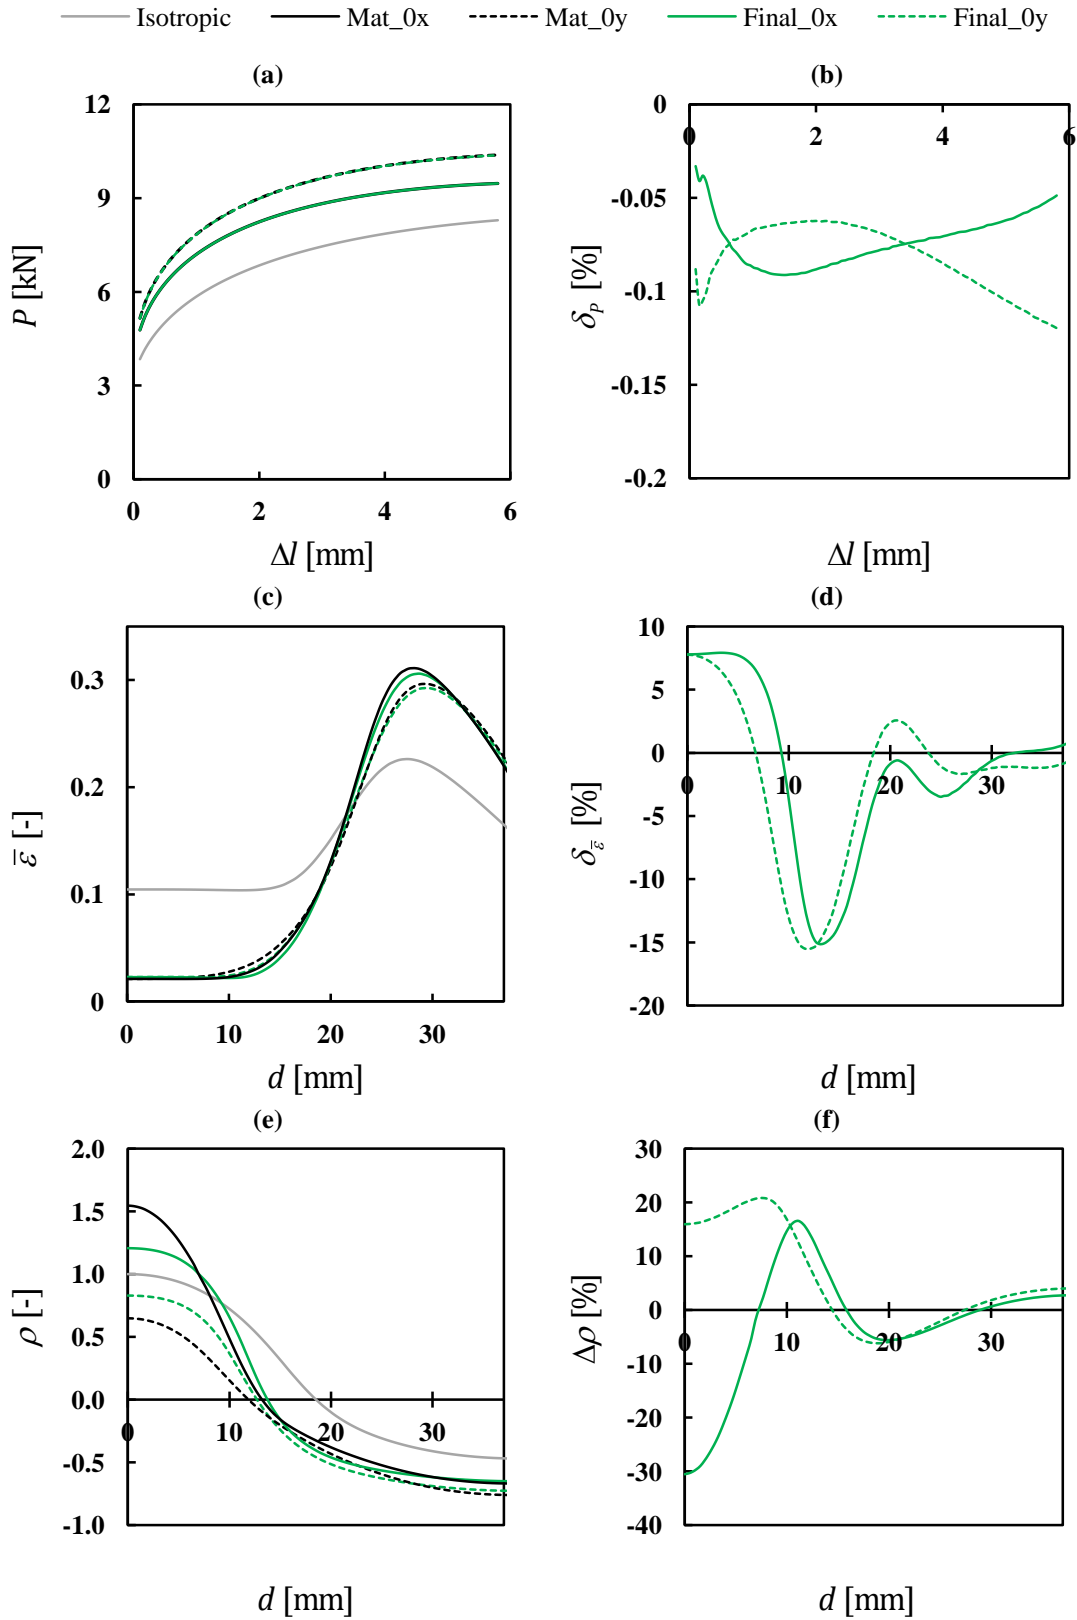 Isotropic Mat_0x Mat_0y Final_0x Final_0y
(a) (b)
12
9
6
3
0
P [kN]
0 2 4 6
Δl [mm]
0
-0.05
-0.1
-0.15
-0.2
δP [%]
0 2 4 6
Δl [mm]
(c) (d)
0.3
0.2
0.1
0
ε̅ [-]
0 10 20 30
d [mm]
10
5
0
-5
-10
-15
-20
δε̅ [%]
0 10 20 30
d [mm]
(e) (f)
2.0
1.5
1.0
0.5
0.0
-0.5
-1.0
ρ [-]
0 10 20 30
d [mm]
30
20
10
0
-10
-20
-30
-40
Δρ [%]
0 10 20 30
d [mm]